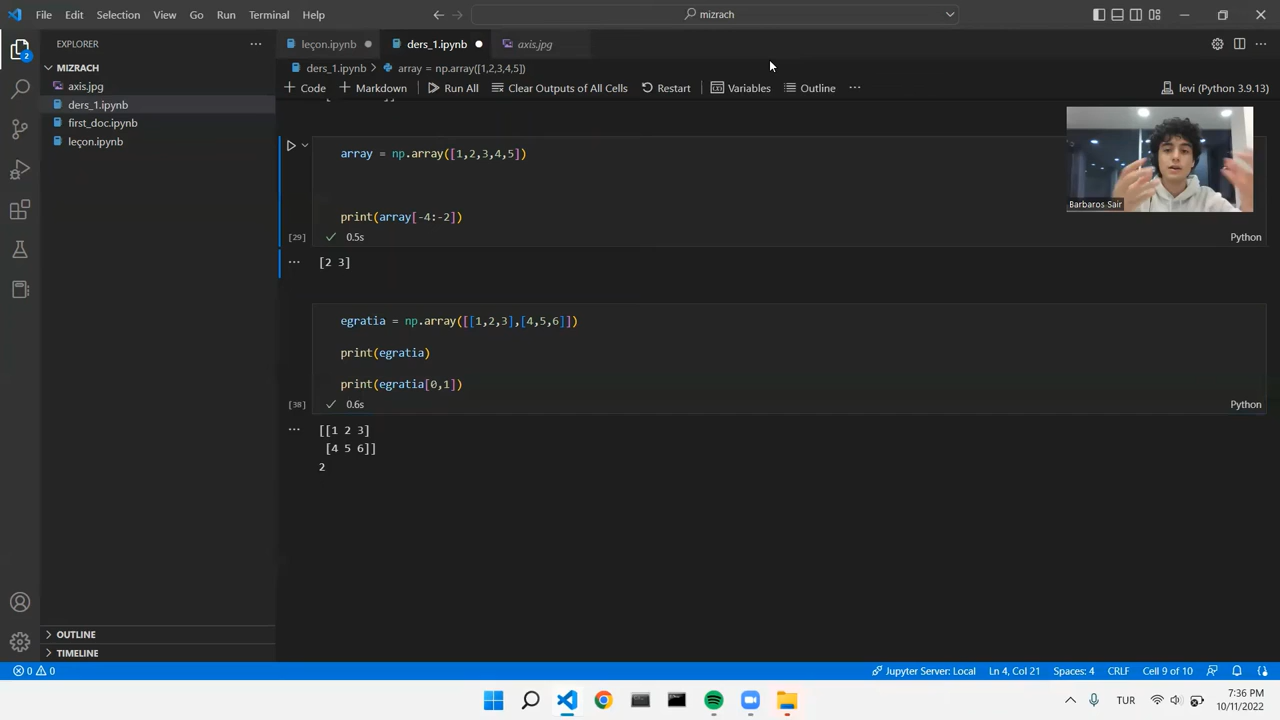 File Edit Selection View Go Run Terminal Help
mizrach
EXPLORER
leçon.ipynb
ders_1.ipynb
axis.jpg
MIZRACH
ders_1.ipynb > array = np.array([1,2,3,4,5])
axis.jpg
ders_1.ipynb
first_doc.ipynb
leçon.ipynb
2
+ Code + Markdown Run All Clear Outputs of All Cells Restart Variables Outline ...
levi (Python 3.9.13)
array = np.array([1,2,3,4,5])
print(array[-4:-2])
[29] 0.5s Python
[2 3]
Barbaros Sair
egratia = np.array([[1,2,3],[4,5,6]])
print(egratia)
print(egratia[0,1])
[38] 0.6s Python
[[1 2 3]
[4 5 6]]
2
OUTLINE
TIMELINE
0 0 Jupyter Server: Local Ln 4, Col 21 Spaces: 4 CRLF Cell 9 of 10
TUR
7:36 PM
10/11/2022